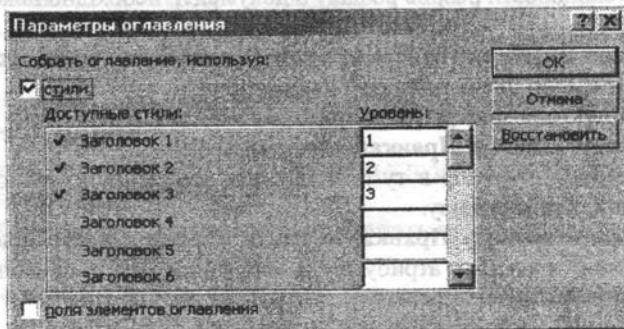 Параметры оглавления
Собрать оглавление, используя:
стили
Доступные стили:
Уровень:
Заголовок 1
1
Заголовок 2
2
Заголовок 3
3
Заголовок 4
Заголовок 5
Заголовок 6
поля элементов оглавления
ОК
Отмена
Восстановить